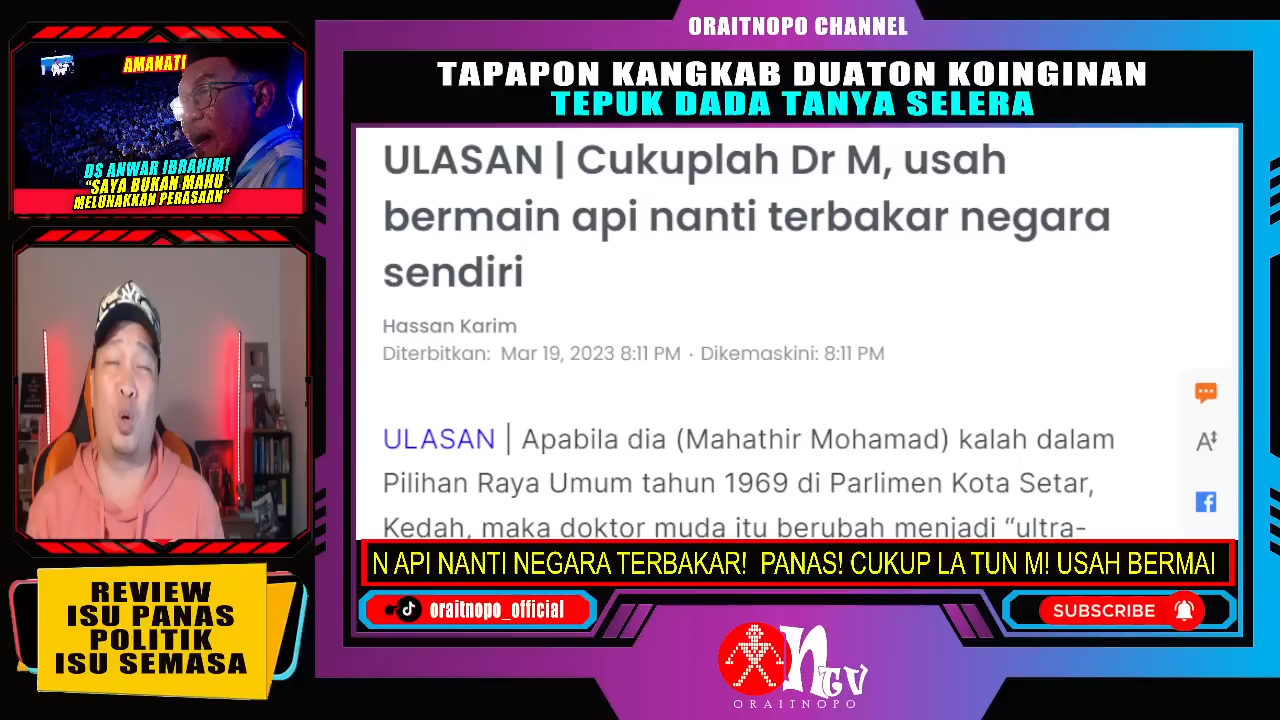 ORAITNOPO CHANNEL
TAPAPON KANGKAB DUATON KOINGINAN
TEPUK DADA TANYA SELERA
AMANAT!
DS ANWAR IBRAHIM!
"SAYA BUKAN MAHU
MELUNAKKAN PERASAAN"
ULASAN | Cukuplah Dr M, usah
bermain api nanti terbakar negara
sendiri
Hassan Karim
Diterbitkan: Mar 19, 2023 8:11 PM · Dikemaskini: 8:11 PM
ULASAN | Apabila dia (Mahathir Mohamad) kalah dalam
Pilihan Raya Umum tahun 1969 di Parlimen Kota Setar,
Kedah, maka doktor muda itu berubah menjadi “ultra-
A
N API NANTI NEGARA TERBAKAR! PANAS! CUKUP LA TUN M! USAH BERMAI
REVIEW
ISU PANAS
POLITIK
ISU SEMASA
oraitnopo_official
SUBSCRIBE
nTV
ORAITNOPO